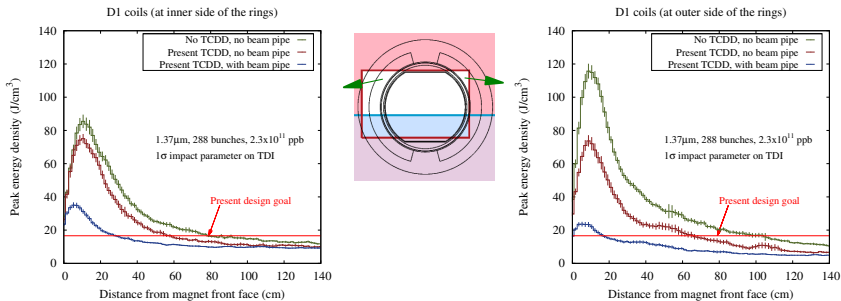 D1 coils (at inner side of the rings)
Peak energy density (J/cm³)
140
120
100
80
60
40
20
0
No TCDD, no beam pipe
Present TCDD, no beam pipe
Present TCDD, with beam pipe
1.37µm, 288 bunches, 2.3x10¹¹ ppb
1σ impact parameter on TDI
Present design goal
0 20 40 60 80 100 120 140
Distance from magnet front face (cm)
D1 coils (at outer side of the rings)
Peak energy density (J/cm³)
140
120
100
80
60
40
20
0
No TCDD, no beam pipe
Present TCDD, no beam pipe
Present TCDD, with beam pipe
1.37µm, 288 bunches, 2.3x10¹¹ ppb
1σ impact parameter on TDI
Present design goal
0 20 40 60 80 100 120 140
Distance from magnet front face (cm)